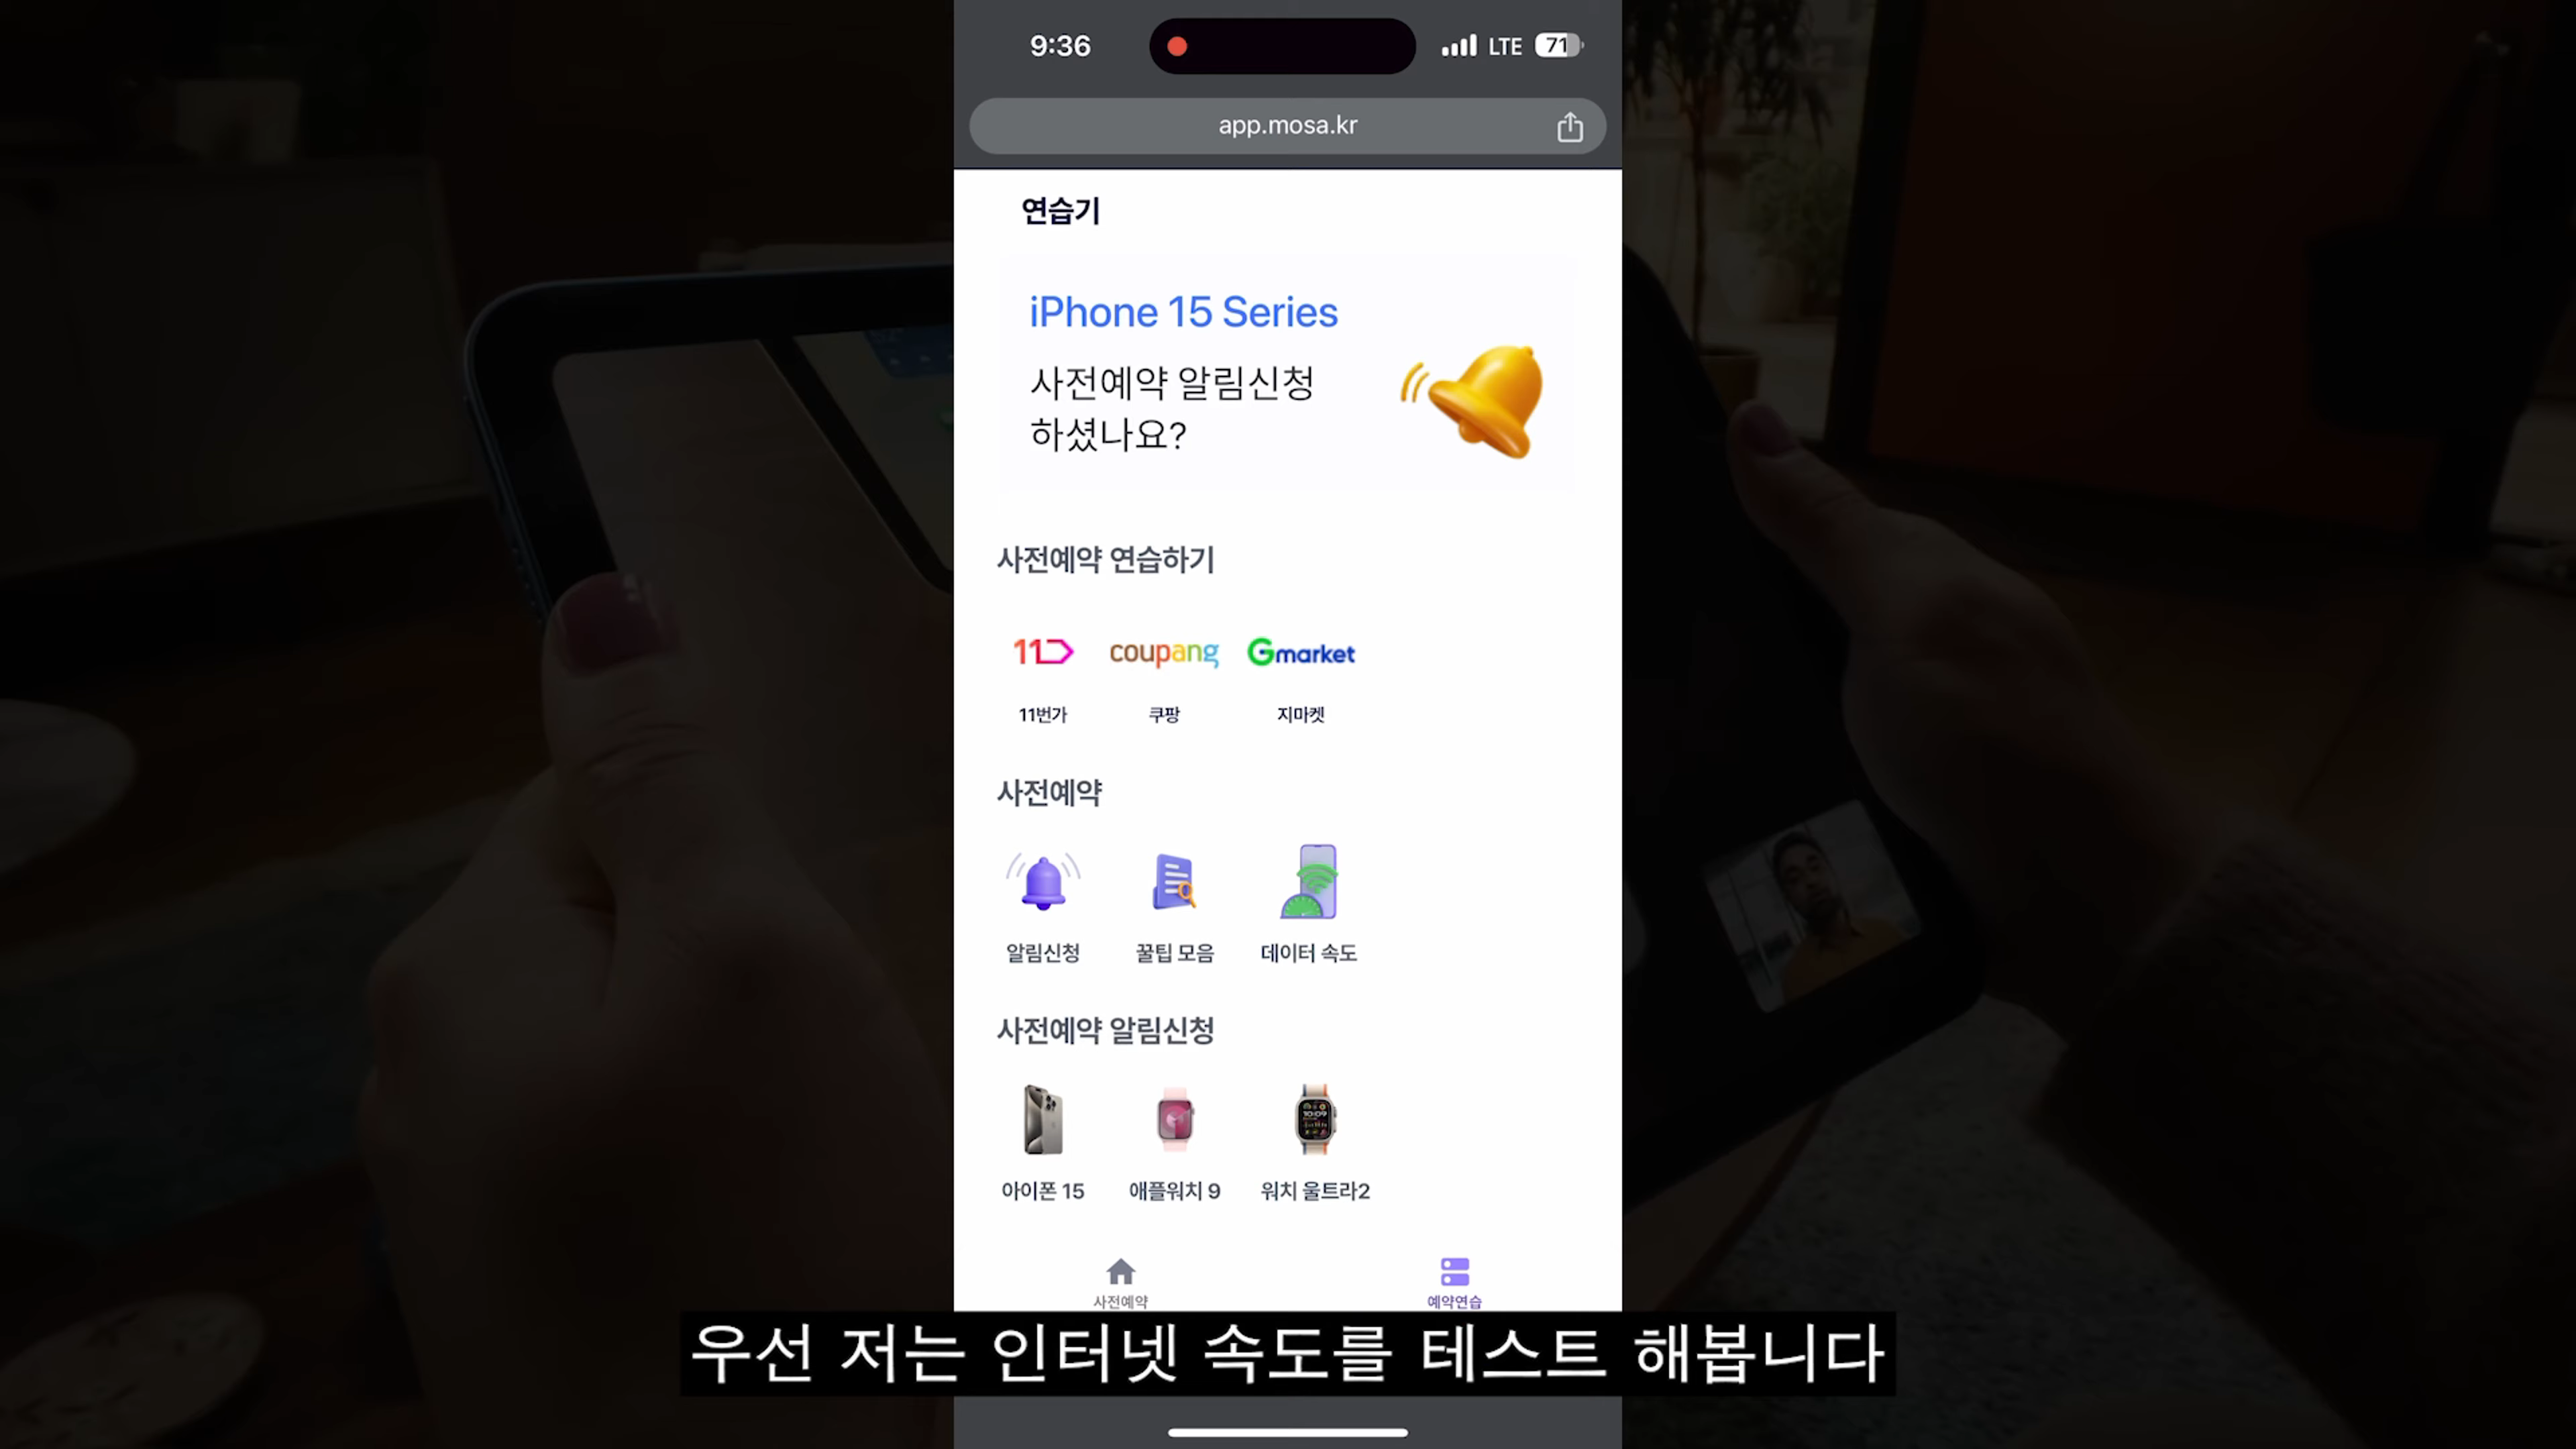 9:36
LTE 71
app.mosa.kr
연습기
iPhone 15 Series
사전예약 알림신청
하셨나요?
사전예약 연습하기
11 coupang Gmarket
11번가 쿠팡 지마켓
사전예약
알림신청 꿀팁 모음 데이터 속도
사전예약 알림신청
10:09
아이폰 15 애플워치 9 워치 울트라2
사전예약 예약연습
우선 저는 인터넷 속도를 테스트 해봅니다